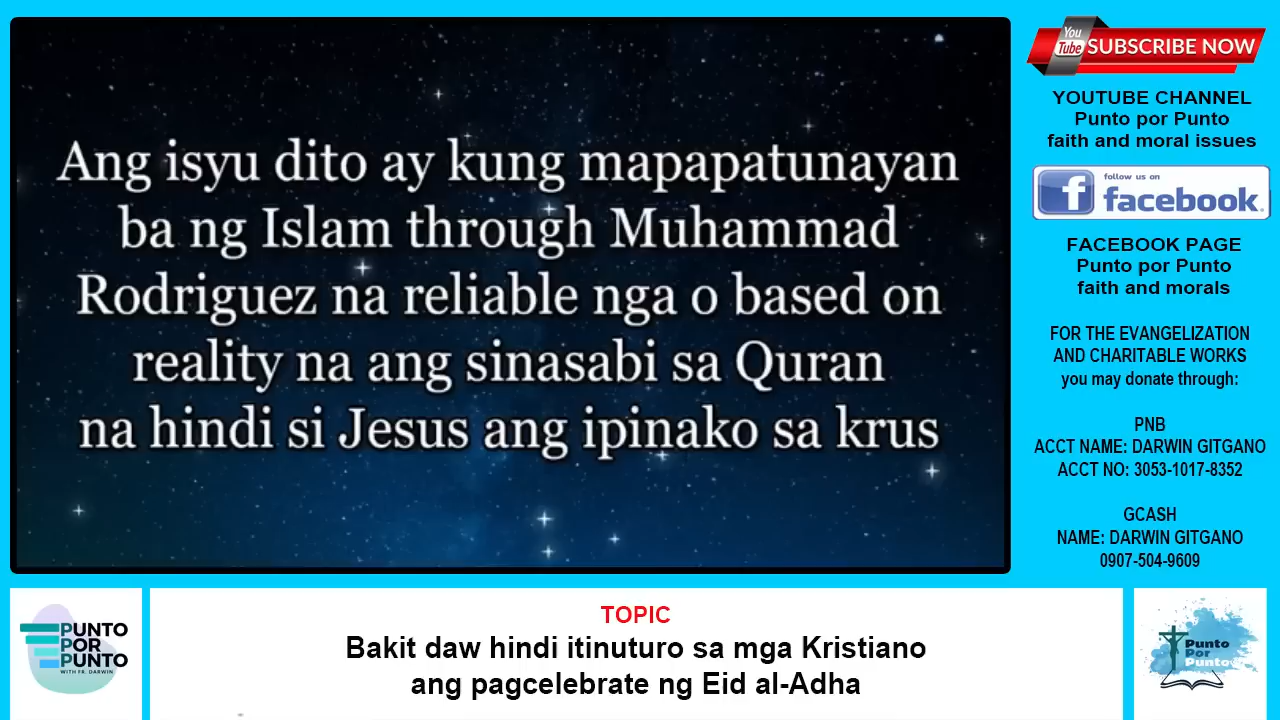 Ang isyu dito ay kung mapapatunayan
ba ng Islam through Muhammad
Rodriguez na reliable nga o based on
reality na ang sinasabi sa Quran
na hindi si Jesus ang ipinako sa krus
You
Tube
SUBSCRIBE NOW
YOUTUBE CHANNEL
Punto por Punto
faith and moral issues
follow us on
facebook
FACEBOOK PAGE
Punto por Punto
faith and morals
FOR THE EVANGELIZATION
AND CHARITABLE WORKS
you may donate through:
PNB
ACCT NAME: DARWIN GITGANO
ACCT NO: 3053-1017-8352
GCASH
NAME: DARWIN GITGANO
0907-504-9609
PUNTO
POR
PUNTO
WITH FR. DARWIN
TOPIC
Bakit daw hindi itinuturo sa mga Kristiano
ang pagcelebrate ng Eid al-Adha
Punto
Por
Punto